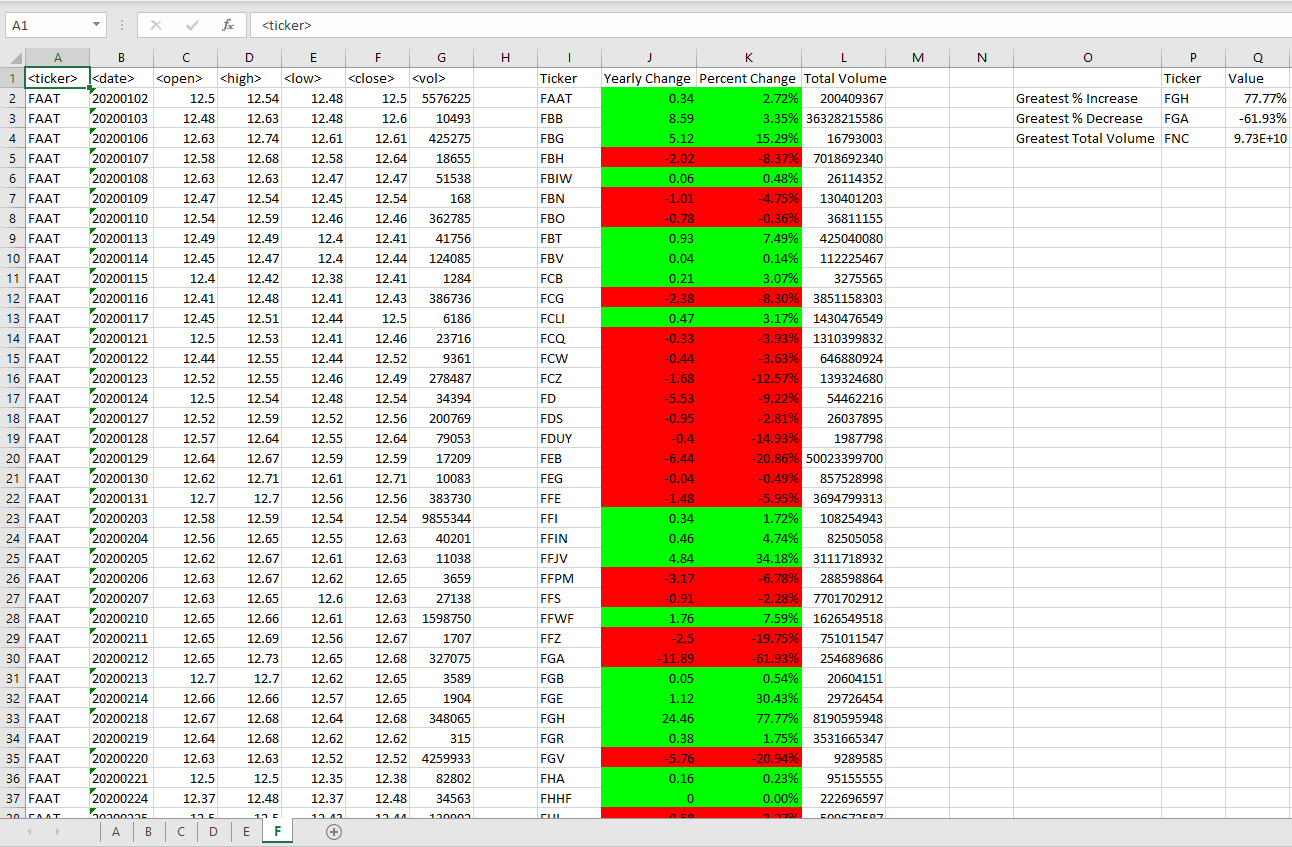 A1 fx <ticker>
A B C D E F G H I J K L M N O P Q
1 <ticker> <date> <open> <high> <low> <close> <vol> Ticker Yearly Change Percent Change Total Volume Ticker Value
2 FAAT 20200102 12.5 12.54 12.48 12.5 5576225 FAAT 0.34 2.72% 200409367 Greatest % Increase FGH 77.77%
3 FAAT 20200103 12.48 12.63 12.48 12.6 10493 FBB 8.59 3.35% 36328215586 Greatest % Decrease FGA -61.93%
4 FAAT 20200106 12.63 12.74 12.61 12.61 425275 FBG 5.12 15.29% 16793003 Greatest Total Volume FNC 9.73E+10
5 FAAT 20200107 12.58 12.68 12.58 12.64 18655 FBH -2.02 -8.37% 7018692340
6 FAAT 20200108 12.63 12.63 12.47 12.47 51538 FBIW 0.06 0.48% 26114352
7 FAAT 20200109 12.47 12.54 12.45 12.54 168 FBN -1.01 -4.75% 130401203
8 FAAT 20200110 12.54 12.59 12.46 12.46 362785 FBO -0.78 -0.36% 36811155
9 FAAT 20200113 12.49 12.49 12.4 12.41 41756 FBT 0.93 7.49% 425040080
10 FAAT 20200114 12.45 12.47 12.4 12.44 124085 FBV 0.04 0.14% 112225467
11 FAAT 20200115 12.4 12.42 12.38 12.41 1284 FCB 0.21 3.07% 3275565
12 FAAT 20200116 12.41 12.48 12.41 12.43 386736 FCG -2.38 -8.30% 3851158303
13 FAAT 20200117 12.45 12.51 12.44 12.5 6186 FCLI 0.47 3.17% 1430476549
14 FAAT 20200121 12.5 12.53 12.41 12.46 23716 FCQ -0.33 -3.93% 1310399832
15 FAAT 20200122 12.44 12.55 12.44 12.52 9361 FCW -0.44 -3.63% 646880924
16 FAAT 20200123 12.52 12.55 12.46 12.49 278487 FCZ -1.68 -12.57% 139324680
17 FAAT 20200124 12.5 12.54 12.48 12.54 34394 FD -5.53 -9.22% 54462216
18 FAAT 20200127 12.52 12.59 12.52 12.56 200769 FDS -0.95 -2.81% 26037895
19 FAAT 20200128 12.57 12.64 12.55 12.64 79053 FDUY -0.4 -14.93% 1987798
20 FAAT 20200129 12.64 12.67 12.59 12.59 17209 FEB -6.44 -20.86% 50023399700
21 FAAT 20200130 12.62 12.71 12.61 12.71 10083 FEG -0.04 -0.49% 857528998
22 FAAT 20200131 12.7 12.7 12.56 12.56 383730 FFE -1.48 -5.95% 3694799313
23 FAAT 20200203 12.58 12.59 12.54 12.54 9855344 FFI 0.34 1.72% 108254943
24 FAAT 20200204 12.56 12.65 12.55 12.63 40201 FFIN 0.46 4.74% 82505058
25 FAAT 20200205 12.62 12.67 12.61 12.63 11038 FFJV 4.84 34.18% 3111718932
26 FAAT 20200206 12.63 12.67 12.62 12.65 3659 FFPM -3.17 -6.78% 288598864
27 FAAT 20200207 12.63 12.65 12.6 12.63 27138 FFS -0.91 -2.28% 7701702912
28 FAAT 20200210 12.65 12.66 12.61 12.63 1598750 FFWF 1.76 7.59% 1626549518
29 FAAT 20200211 12.65 12.69 12.56 12.67 1707 FFZ -2.5 -19.75% 751011547
30 FAAT 20200212 12.65 12.73 12.65 12.68 327075 FGA -11.89 -61.93% 254689686
31 FAAT 20200213 12.7 12.7 12.62 12.65 3589 FGB 0.05 0.54% 20604151
32 FAAT 20200214 12.66 12.66 12.57 12.65 1904 FGE 1.12 30.43% 29726454
33 FAAT 20200218 12.67 12.68 12.64 12.68 348065 FGH 24.46 77.77% 8190595948
34 FAAT 20200219 12.64 12.68 12.62 12.62 315 FGR 0.38 1.75% 3531665347
35 FAAT 20200220 12.63 12.63 12.52 12.52 4259933 FGV -5.76 -20.94% 9289585
36 FAAT 20200221 12.5 12.5 12.35 12.38 82802 FHA 0.16 0.23% 95155555
37 FAAT 20200224 12.37 12.48 12.37 12.48 34563 FHHF 0 0.00% 222696597
38 FAAT 20200225 12.5
A B C D E F